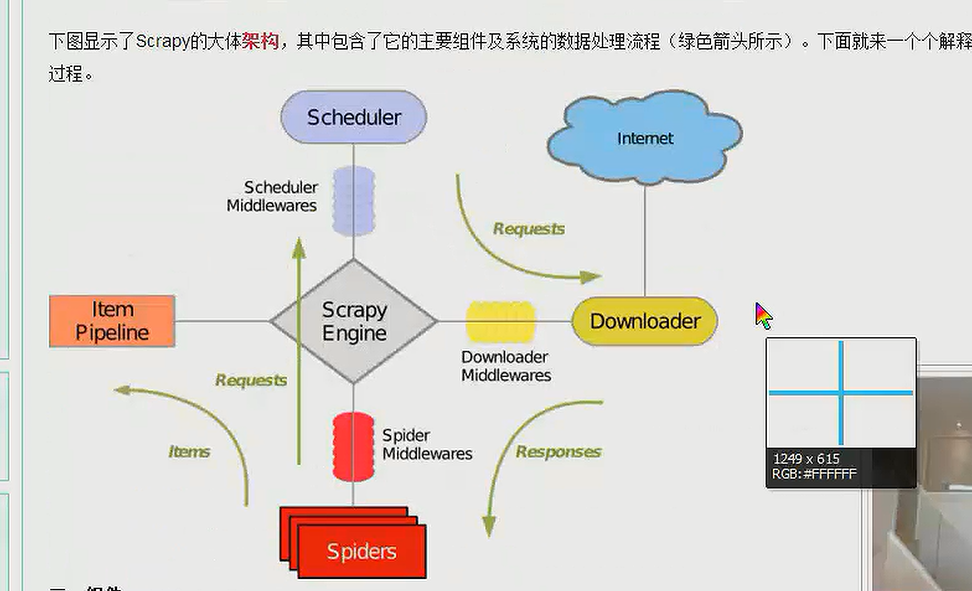 下图显示了Scrapy的大体架构，其中包含了它的主要组件及系统的数据处理流程（绿色箭头所示）。下面就来一个个解释
过程。
Scheduler
Internet
Scheduler
Middlewares
Requests
Item
Pipeline
Scrapy
Engine
Downloader
Downloader
Middlewares
Requests
Items
Spider
Middlewares
Responses
1249 x 615
RGB:#FFFFFF
Spiders